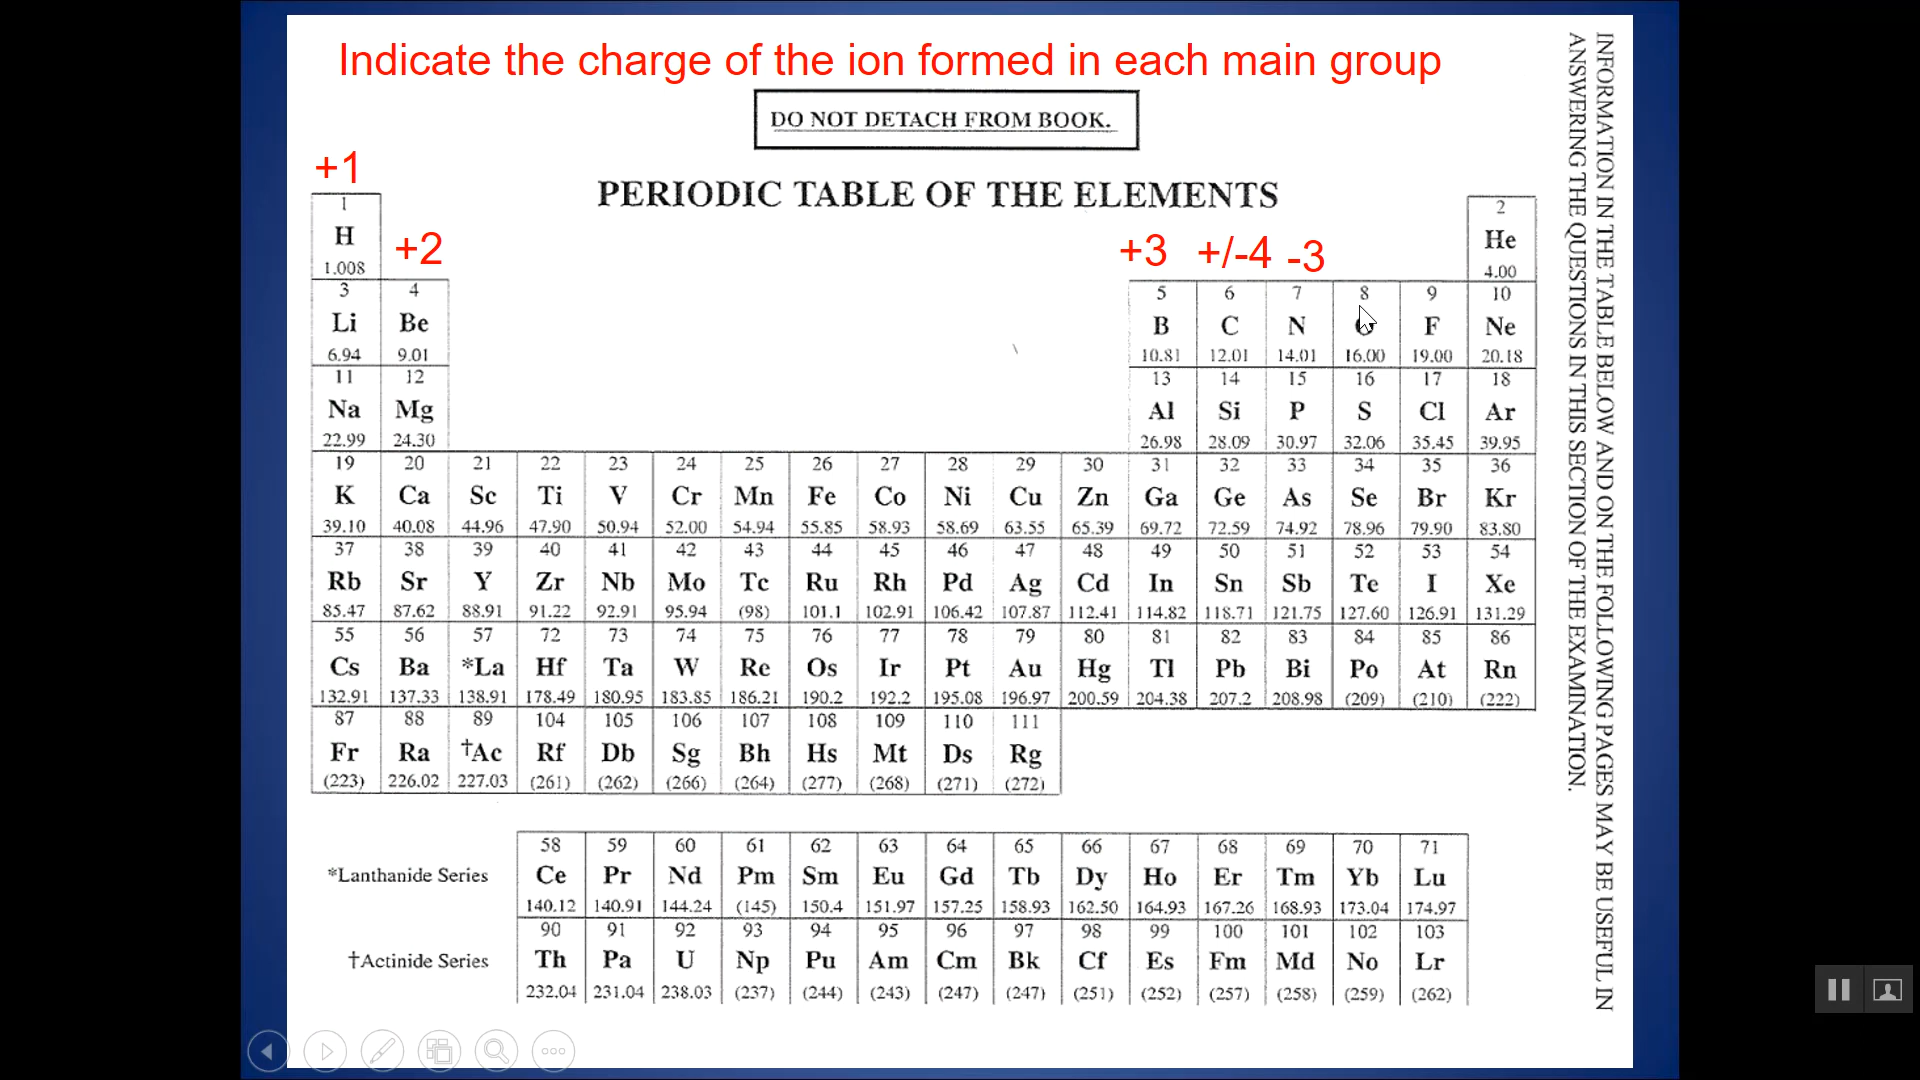 Indicate the charge of the ion formed in each main group
DO NOT DETACH FROM BOOK.
PERIODIC TABLE OF THE ELEMENTS
+1
+2
+3 +/-4 -3
1 2
H He
1.008 4.00
3 4 5 6 7 8 9 10
Li Be B C N F Ne
6.94 9.01 10.81 12.01 14.01 16.00 19.00 20.18
11 12 13 14 15 16 17 18
Na Mg Al Si P S Cl Ar
22.99 24.30 26.98 28.09 30.97 32.06 35.45 39.95
19 20 21 22 23 24 25 26 27 28 29 30 31 32 33 34 35 36
K Ca Sc Ti V Cr Mn Fe Co Ni Cu Zn Ga Ge As Se Br Kr
39.10 40.08 44.96 47.90 50.94 52.00 54.94 55.85 58.93 58.69 63.55 65.39 69.72 72.59 74.92 78.96 79.90 83.80
37 38 39 40 41 42 43 44 45 46 47 48 49 50 51 52 53 54
Rb Sr Y Zr Nb Mo Tc Ru Rh Pd Ag Cd In Sn Sb Te I Xe
85.47 87.62 88.91 91.22 92.91 95.94 (98) 101.1 102.91 106.42 107.87 112.41 114.82 118.71 121.75 127.60 126.91 131.29
55 56 57 72 73 74 75 76 77 78 79 80 81 82 83 84 85 86
Cs Ba *La Hf Ta W Re Os Ir Pt Au Hg Tl Pb Bi Po At Rn
132.91 137.33 138.91 178.49 180.95 183.85 186.21 190.2 192.2 195.08 196.97 200.59 204.38 207.2 208.98 (209) (210) (222)
87 88 89 104 105 106 107 108 109 110 111
Fr Ra †Ac Rf Db Sg Bh Hs Mt Ds Rg
(223) 226.02 227.03 (261) (262) (266) (264) (277) (268) (271) (272)
58 59 60 61 62 63 64 65 66 67 68 69 70 71
*Lanthanide Series Ce Pr Nd Pm Sm Eu Gd Tb Dy Ho Er Tm Yb Lu
140.12 140.91 144.24 (145) 150.4 151.97 157.25 158.93 162.50 164.93 167.26 168.93 173.04 174.97
90 91 92 93 94 95 96 97 98 99 100 101 102 103
†Actinide Series Th Pa U Np Pu Am Cm Bk Cf Es Fm Md No Lr
232.04 231.04 238.03 (237) (244) (243) (247) (247) (251) (252) (257) (258) (259) (262)
INFORMATION IN THE TABLE BELOW AND ON THE FOLLOWING PAGES MAY BE USEFUL IN
ANSWERING THE QUESTIONS IN THIS SECTION OF THE EXAMINATION.